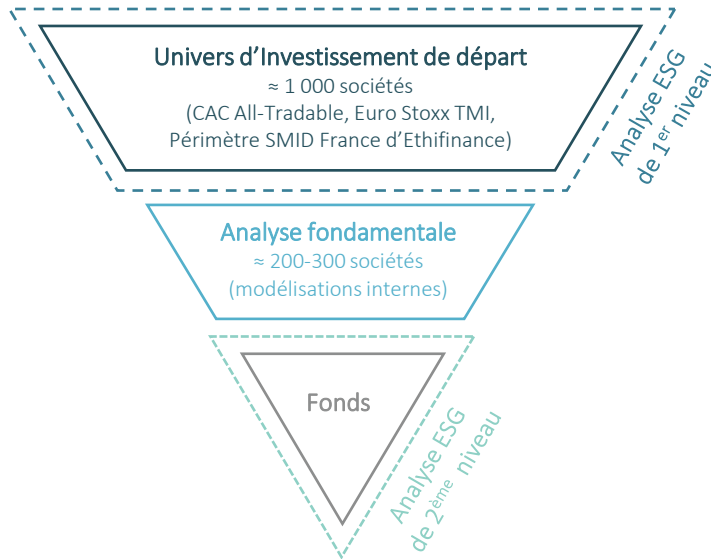 Univers d’Investissement de départ
≈ 1 000 sociétés
(CAC All-Tradable, Euro Stoxx TMI,
Périmètre SMID France d’Ethifinance)
Analyse ESG
de 1er niveau
Analyse fondamentale
≈ 200-300 sociétés
(modélisations internes)
Fonds
Analyse ESG
de 2ème niveau